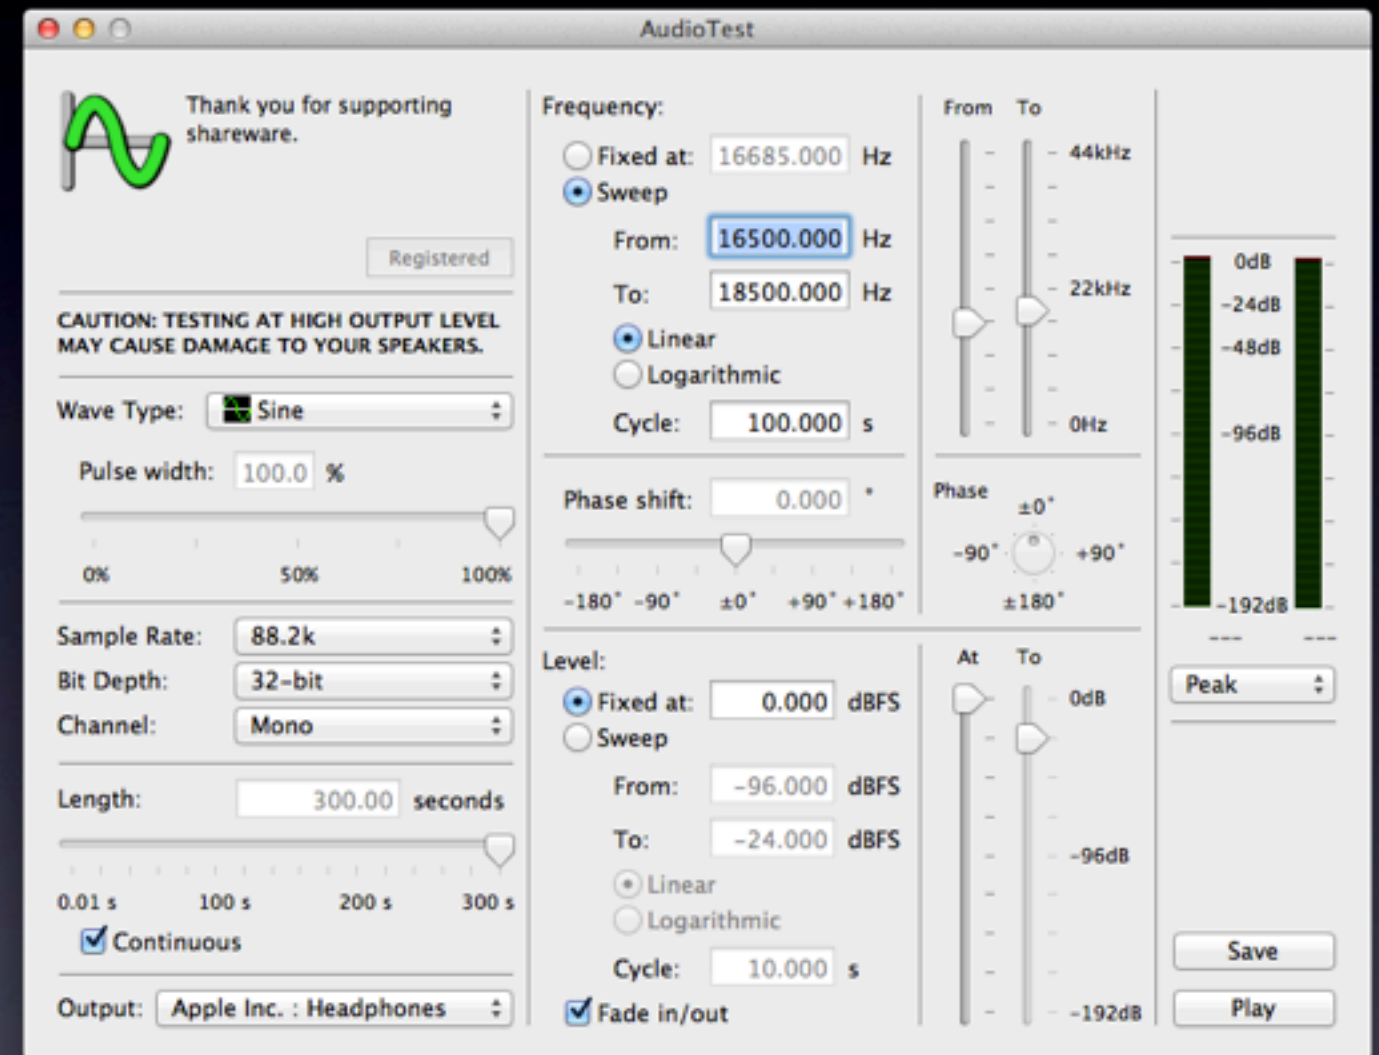 AudioTest
Thank you for supporting
shareware.
Registered
CAUTION: TESTING AT HIGH OUTPUT LEVEL
MAY CAUSE DAMAGE TO YOUR SPEAKERS.
Wave Type: Sine
Pulse width: 100.0 %
0% 50% 100%
Sample Rate: 88.2k
Bit Depth: 32-bit
Channel: Mono
Length: 300.00 seconds
0.01 s 100 s 200 s 300 s
Continuous
Output: Apple Inc. : Headphones
Frequency:
Fixed at: 16685.000 Hz
Sweep
From: 16500.000 Hz
To: 18500.000 Hz
Linear
Logarithmic
Cycle: 100.000 s
Phase shift: 0.000 °
-180° -90° ±0° +90° +180°
Level:
Fixed at: 0.000 dBFS
Sweep
From: -96.000 dBFS
To: -24.000 dBFS
Linear
Logarithmic
Cycle: 10.000 s
Fade in/out
From To
44kHz
22kHz
0Hz
Phase
±0°
-90° +90°
±180°
At To
0dB
-96dB
-192dB
0dB
-24dB
-48dB
-96dB
-192dB
--- ---
Peak
Save
Play